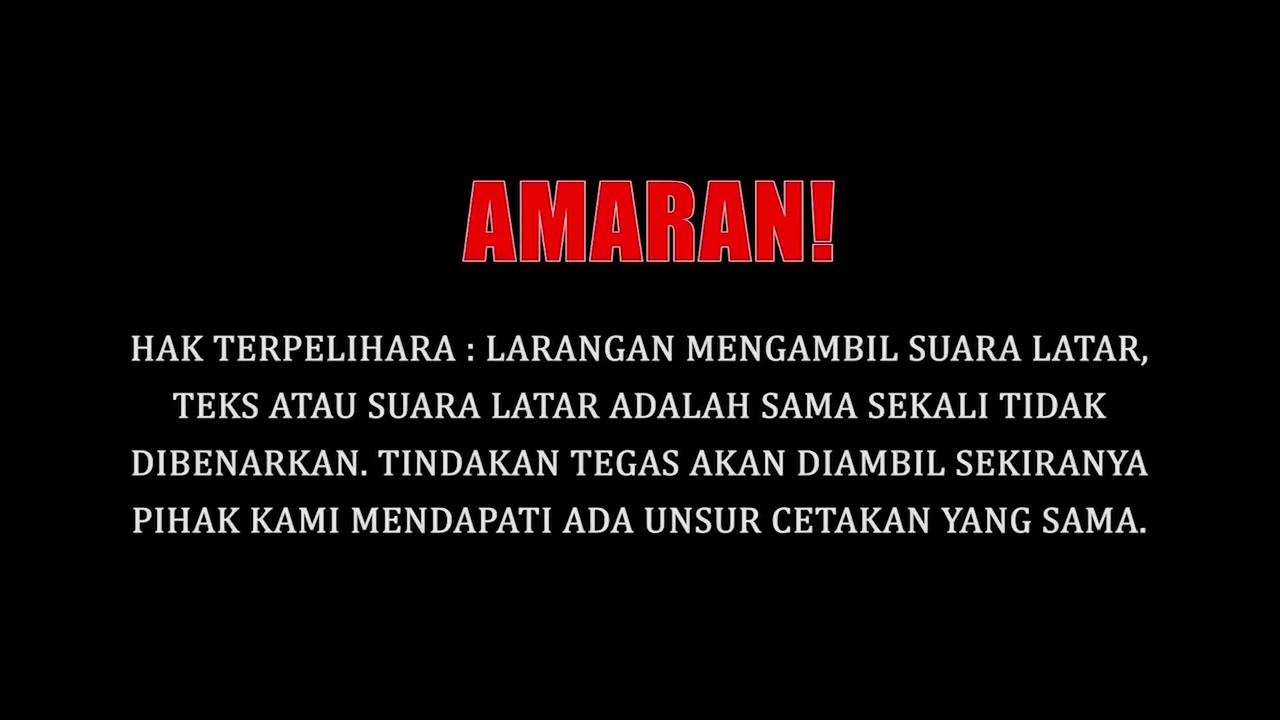 AMARAN!
HAK TERPELIHARA : LARANGAN MENGAMBIL SUARA LATAR,
TEKS ATAU SUARA LATAR ADALAH SAMA SEKALI TIDAK
DIBENARKAN. TINDAKAN TEGAS AKAN DIAMBIL SEKIRANYA
PIHAK KAMI MENDAPATI ADA UNSUR CETAKAN YANG SAMA.